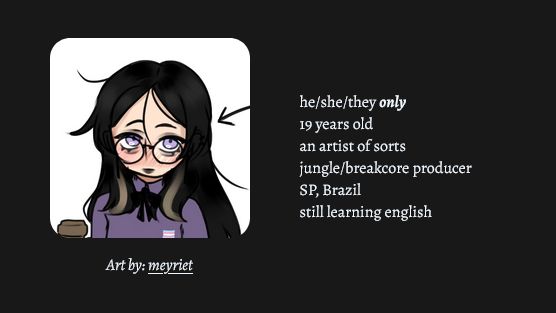 he/she/they only
19 years old
an artist of sorts
jungle/breakcore producer
SP, Brazil
still learning english
Art by: meyriet